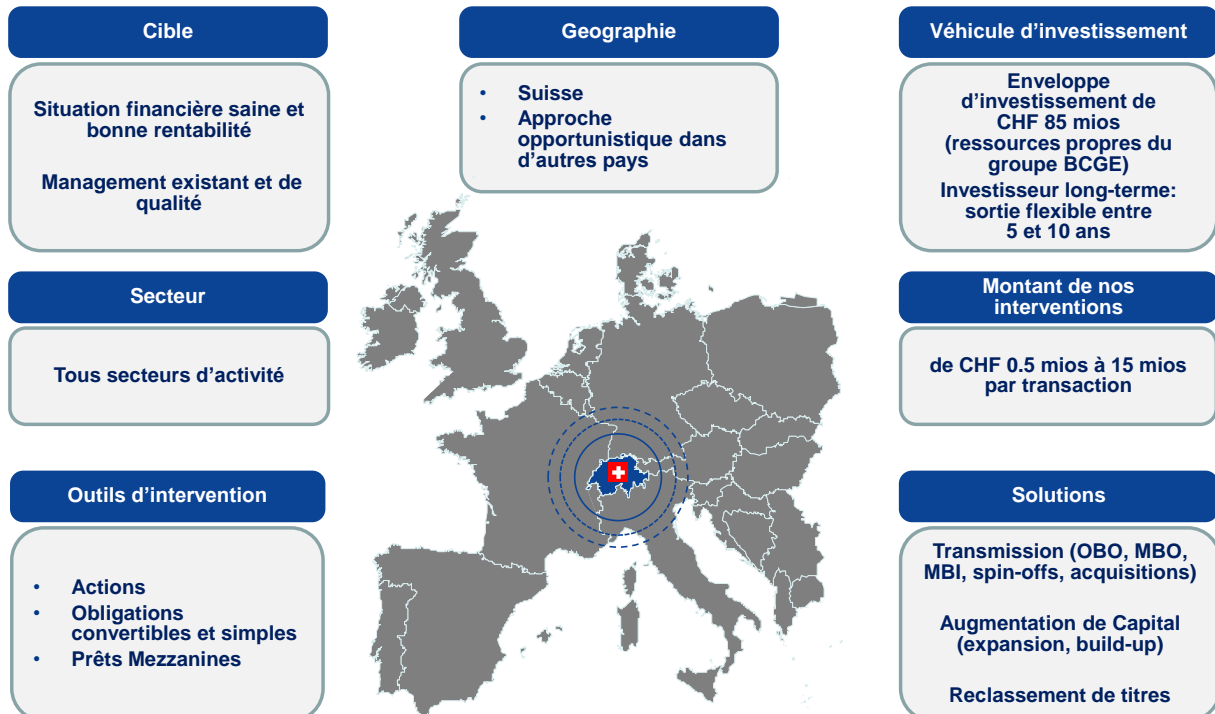 Cible
Situation financière saine et
bonne rentabilité
Management existant et de
qualité
Secteur
Tous secteurs d'activité
Outils d'intervention
• Actions
• Obligations
convertibles et simples
• Prêts Mezzanines
Geographie
• Suisse
• Approche
opportunistique dans
d'autres pays
Véhicule d'investissement
Enveloppe
d'investissement de
CHF 85 mios
(ressources propres du
groupe BCGE)
Investisseur long-terme:
sortie flexible entre
5 et 10 ans
Montant de nos
interventions
de CHF 0.5 mios à 15 mios
par transaction
Solutions
Transmission (OBO, MBO,
MBI, spin-offs, acquisitions)
Augmentation de Capital
(expansion, build-up)
Reclassement de titres